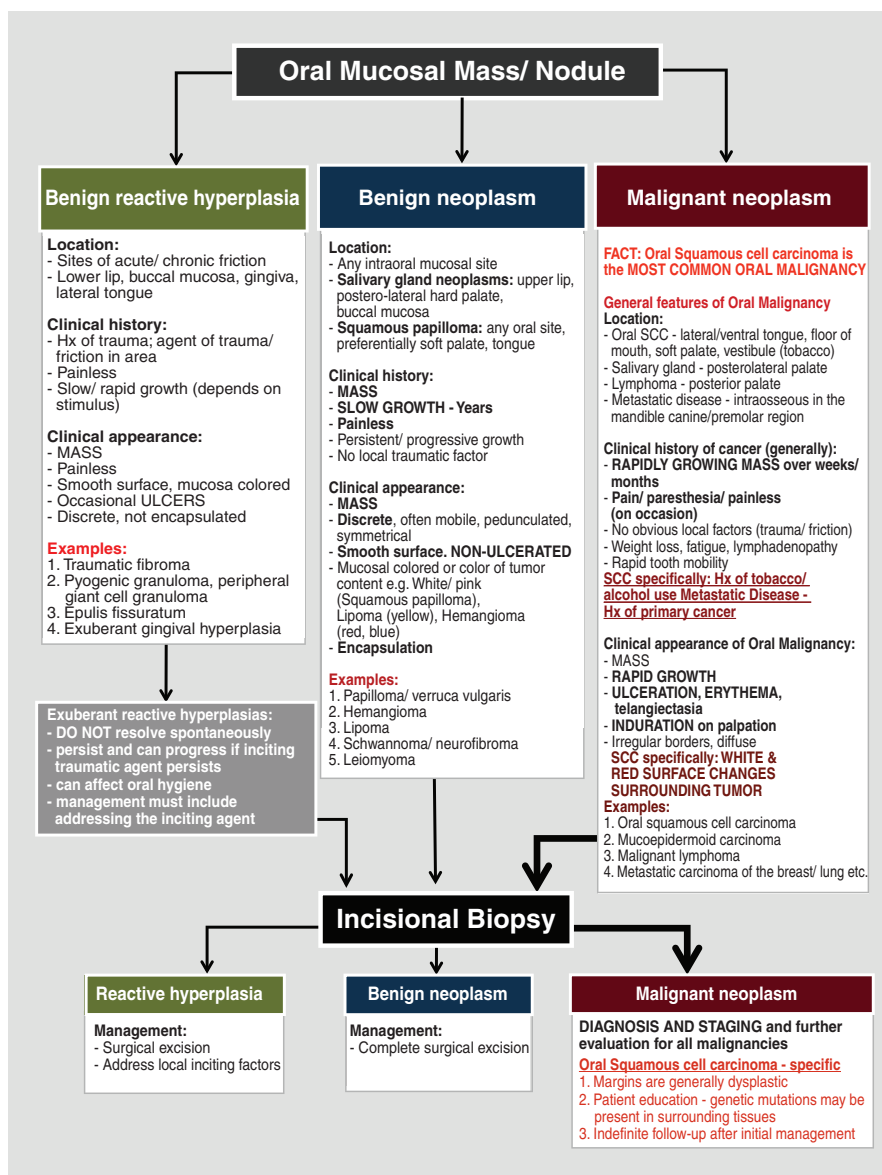 Oral Mucosal Mass/ Nodule
Benign reactive hyperplasia
Location:
- Sites of acute/ chronic friction
- Lower lip, buccal mucosa, gingiva,
lateral tongue
Clinical history:
- Hx of trauma; agent of trauma/
friction in area
- Painless
- Slow/ rapid growth (depends on
stimulus)
Clinical appearance:
- MASS
- Painless
- Smooth surface, mucosa colored
- Occasional ULCERS
- Discrete, not encapsulated
Examples:
1. Traumatic fibroma
2. Pyogenic granuloma, peripheral
giant cell granuloma
3. Epulis fissuratum
4. Exuberant gingival hyperplasia
Exuberant reactive hyperplasias:
- DO NOT resolve spontaneously
- persist and can progress if inciting
traumatic agent persists
- can affect oral hygiene
- management must include
addressing the inciting agent
Benign neoplasm
Location:
- Any intraoral mucosal site
- Salivary gland neoplasms: upper lip,
postero-lateral hard palate,
buccal mucosa
- Squamous papilloma: any oral site,
preferentially soft palate, tongue
Clinical history:
- MASS
- SLOW GROWTH - Years
- Painless
- Persistent/ progressive growth
- No local traumatic factor
Clinical appearance:
- MASS
- Discrete, often mobile, pedunculated,
symmetrical
- Smooth surface. NON-ULCERATED
- Mucosal colored or color of tumor
content e.g. White/ pink
(Squamous papilloma),
Lipoma (yellow), Hemangioma
(red, blue)
- Encapsulation
Examples:
1. Papilloma/ verruca vulgaris
2. Hemangioma
3. Lipoma
4. Schwannoma/ neurofibroma
5. Leiomyoma
Malignant neoplasm
FACT: Oral Squamous cell carcinoma is
the MOST COMMON ORAL MALIGNANCY
General features of Oral Malignancy
Location:
- Oral SCC - lateral/ventral tongue, floor of
mouth, soft palate, vestibule (tobacco)
- Salivary gland - posterolateral palate
- Lymphoma - posterior palate
- Metastatic disease - intraosseous in the
mandible canine/premolar region
Clinical history of cancer (generally):
- RAPIDLY GROWING MASS over weeks/
months
- Pain/ paresthesia/ painless
(on occasion)
- No obvious local factors (trauma/ friction)
- Weight loss, fatigue, lymphadenopathy
- Rapid tooth mobility
SCC specifically: Hx of tobacco/
alcohol use Metastatic Disease -
Hx of primary cancer
Clinical appearance of Oral Malignancy:
- MASS
- RAPID GROWTH
- ULCERATION, ERYTHEMA,
telangiectasia
- INDURATION on palpation
- Irregular borders, diffuse
SCC specifically: WHITE &
RED SURFACE CHANGES
SURROUNDING TUMOR
Examples:
1. Oral squamous cell carcinoma
2. Mucoepidermoid carcinoma
3. Malignant lymphoma
4. Metastatic carcinoma of the breast/ lung etc.
Incisional Biopsy
Reactive hyperplasia
Management:
- Surgical excision
- Address local inciting factors
Benign neoplasm
Management:
- Complete surgical excision
Malignant neoplasm
DIAGNOSIS AND STAGING and further
evaluation for all malignancies
Oral Squamous cell carcinoma - specific
1. Margins are generally dysplastic
2. Patient education - genetic mutations may be
present in surrounding tissues
3. Indefinite follow-up after initial management